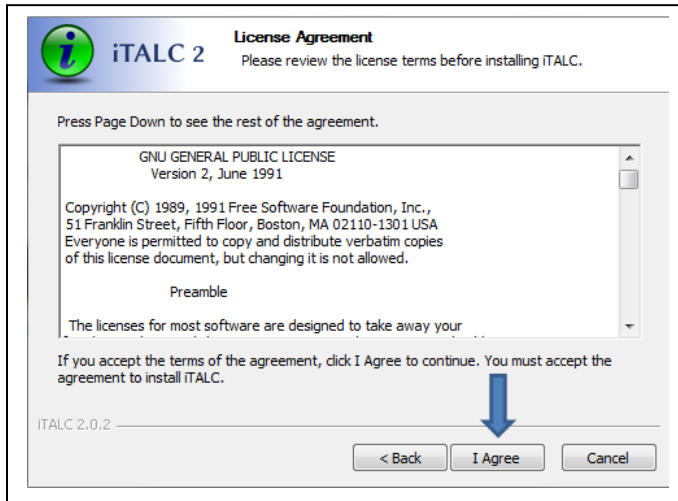 iTALC 2
License Agreement
Please review the license terms before installing iTALC.
Press Page Down to see the rest of the agreement.
GNU GENERAL PUBLIC LICENSE
Version 2, June 1991
Copyright (C) 1989, 1991 Free Software Foundation, Inc.,
51 Franklin Street, Fifth Floor, Boston, MA 02110-1301 USA
Everyone is permitted to copy and distribute verbatim copies
of this license document, but changing it is not allowed.
Preamble
The licenses for most software are designed to take away your
If you accept the terms of the agreement, click I Agree to continue. You must accept the
agreement to install iTALC.
iTALC 2.0.2
< Back
I Agree
Cancel